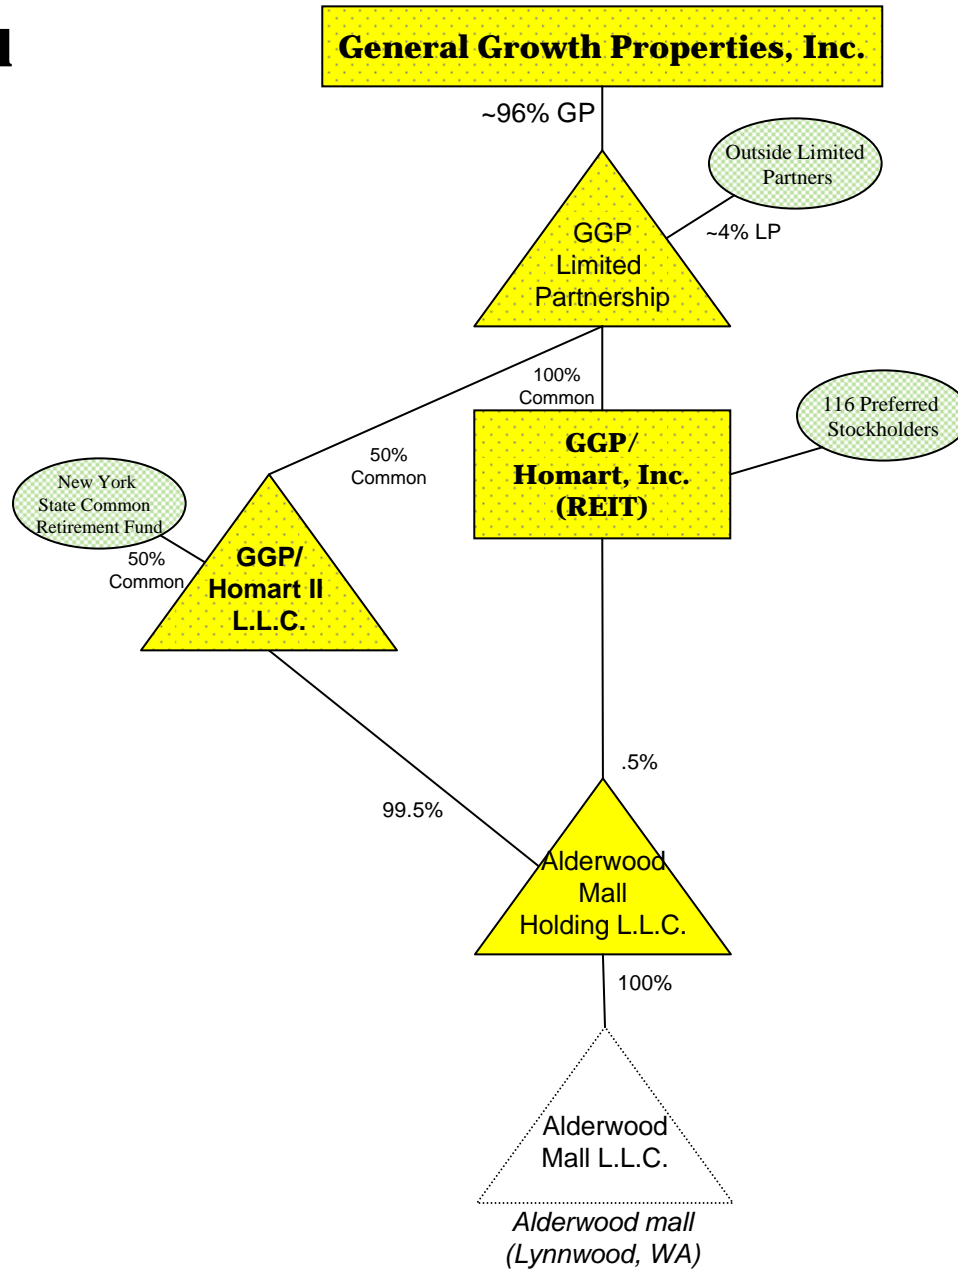 General Growth Properties, Inc.
~96% GP
Outside Limited
Partners
~4% LP
GGP
Limited
Partnership
100%
Common
116 Preferred
Stockholders
50%
Common
GGP/
Homart, Inc.
(REIT)
New York
State Common
Retirement Fund
50%
Common
GGP/
Homart II
L.L.C.
.5%
99.5%
Alderwood
Mall
Holding L.L.C.
100%
Alderwood
Mall L.L.C.
Alderwood mall
(Lynnwood, WA)